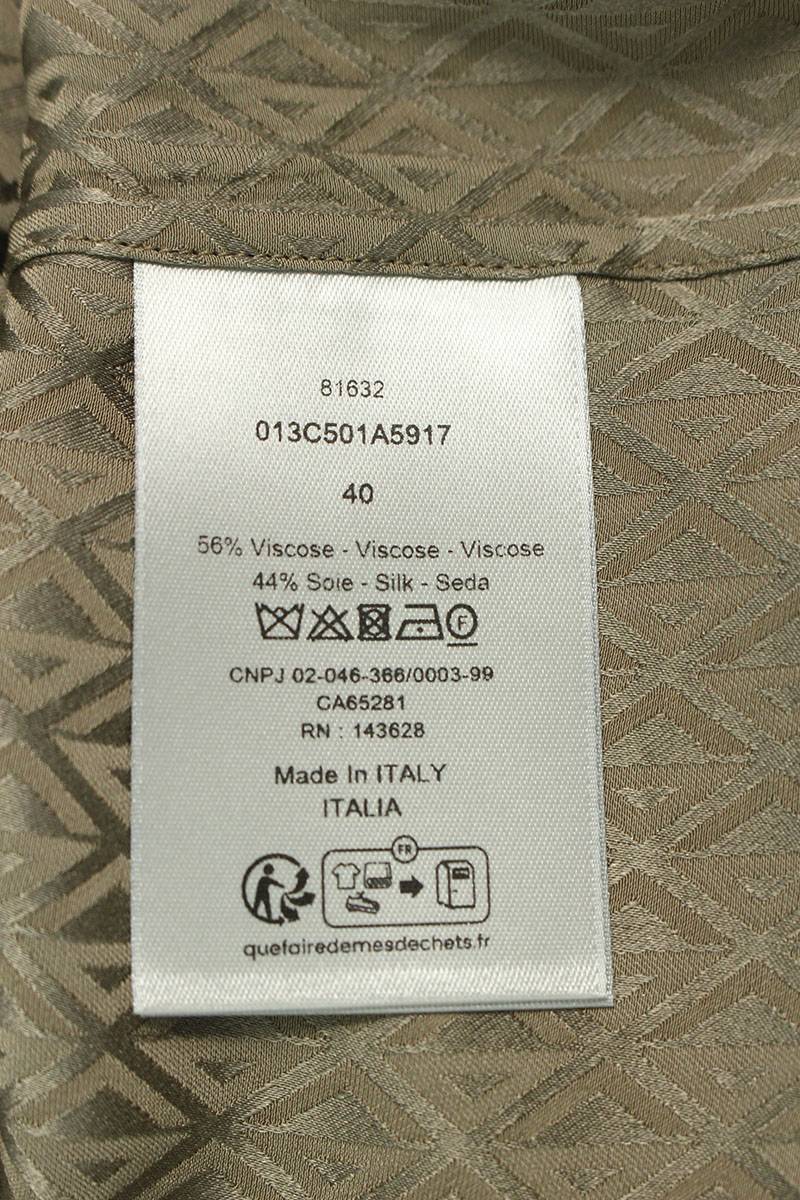 81632
013C501A5917
40
56% Viscose - Viscose - Viscose
44% Soie - Silk - Seda
F
CNPJ 02-046-366/0003-99
CA65281
RN : 143628
Made In ITALY
ITALIA
FR
quefairedemesdechets.fr